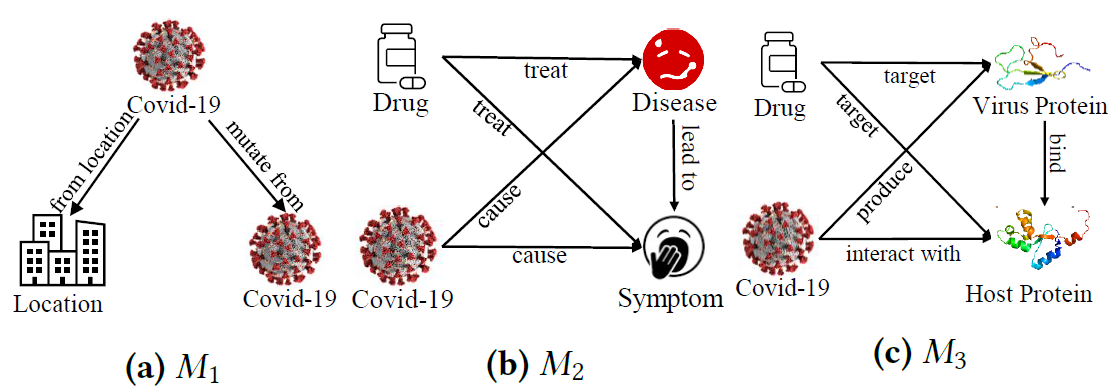 Covid-19
from location
mutate from
Location
Covid-19
(a) M1
Drug
treat
Disease
treat
lead to
cause
cause
Covid-19
Symptom
(b) M2
Drug
target
Virus Protein
target
bind
produce
interact with
Covid-19
Host Protein
(c) M3